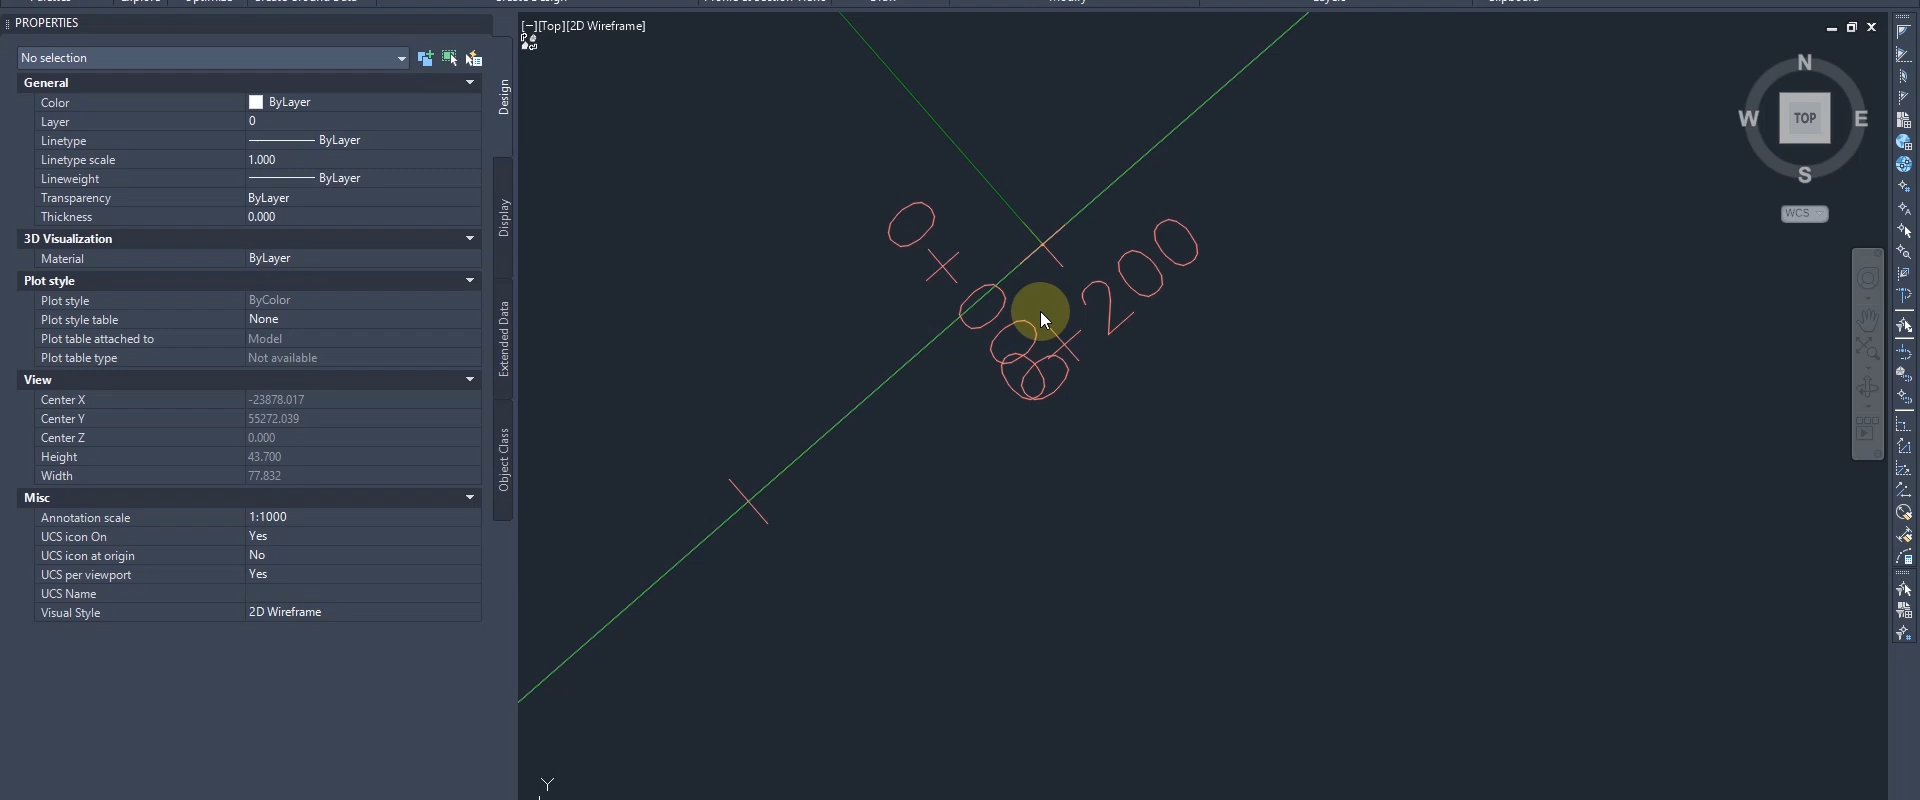 PROPERTIES
No selection
General
Color ByLayer
Layer 0
Linetype ByLayer
Linetype scale 1.000
Lineweight ByLayer
Transparency ByLayer
Thickness 0.000
3D Visualization
Material ByLayer
Plot style
Plot style ByColor
Plot style table None
Plot table attached to Model
Plot table type Not available
View
Center X -23878.017
Center Y 55272.039
Center Z 0.000
Height 43.700
Width 77.832
Misc
Annotation scale 1:1000
UCS icon On Yes
UCS icon at origin No
UCS per viewport Yes
UCS Name
Visual Style 2D Wireframe
Design
Display
Extended Data
Object Class
[−][Top][2D Wireframe]
0+000
0+200
N
W TOP E
S
WCS
Y